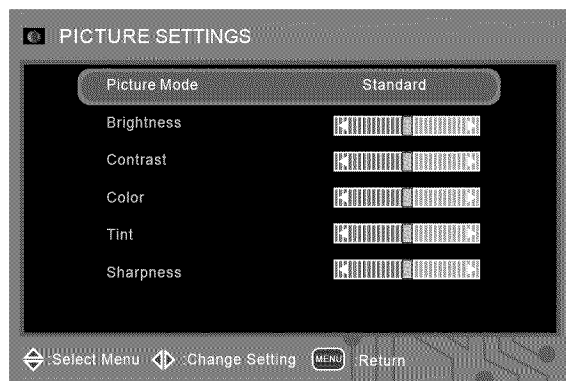 PICTURE SETTINGS
Picture Mode Standard
Brightness
Contrast
Color
Tint
Sharpness
:Select Menu :Change Setting MENU :Return